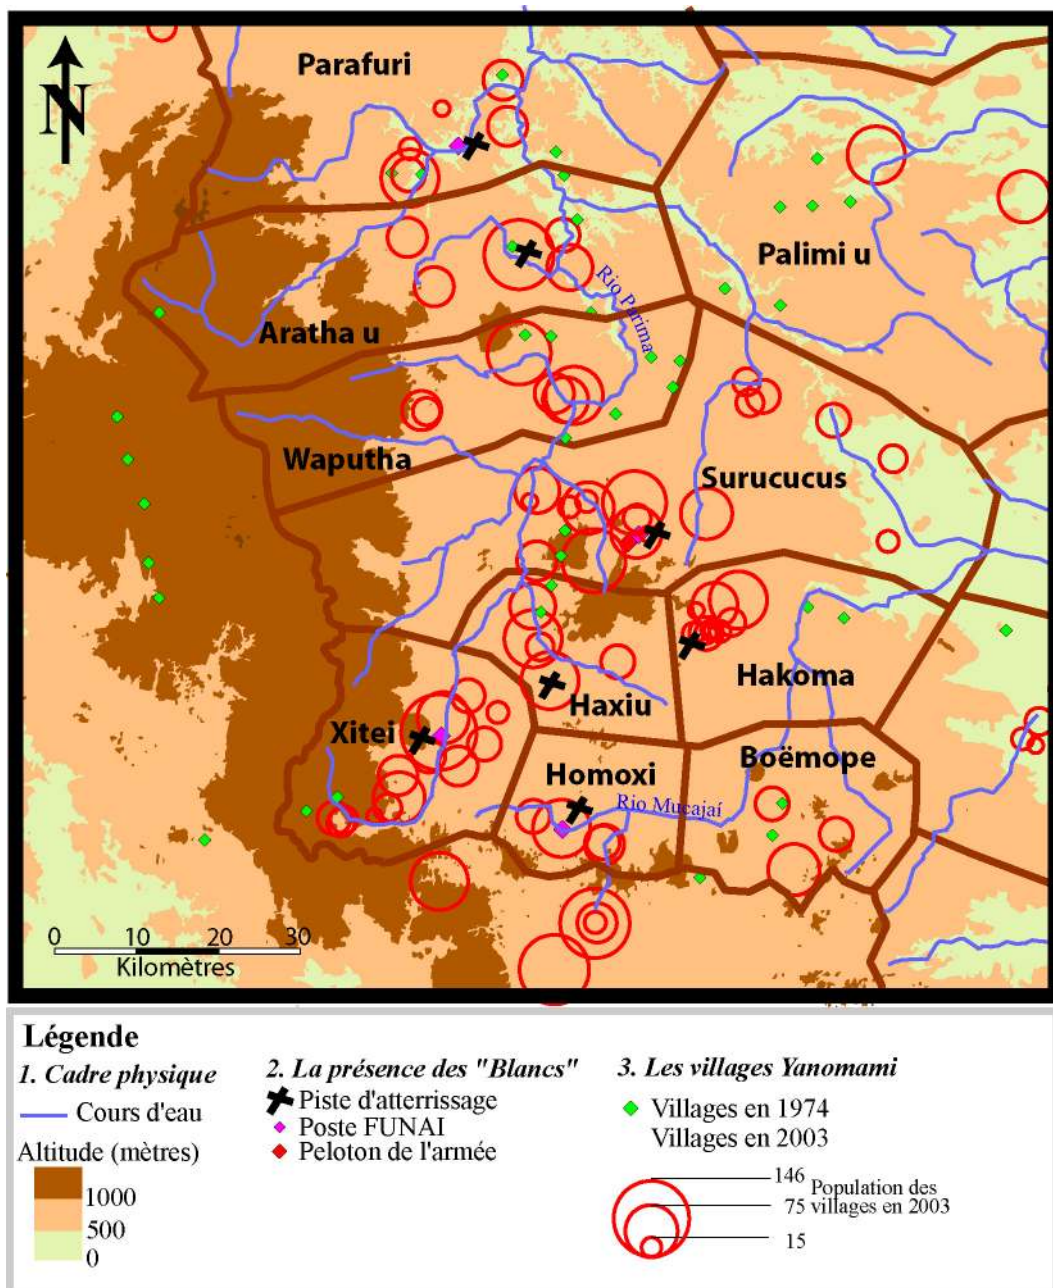 Parafuri
N
Palimi u
Rio Parima
Aratha u
Waputha
Surucucus
Hakoma
Haxiu
Xitei
Boëmope
Homoxi
Rio Mucajaí
0 10 20 30
Kilomètres
Légende
1. Cadre physique
Cours d'eau
Altitude (mètres)
1000
500
0
2. La présence des "Blancs"
Piste d'atterrissage
Poste FUNAI
Peloton de l'armée
3. Les villages Yanomami
Villages en 1974
Villages en 2003
146
75
15
Population des
villages en 2003